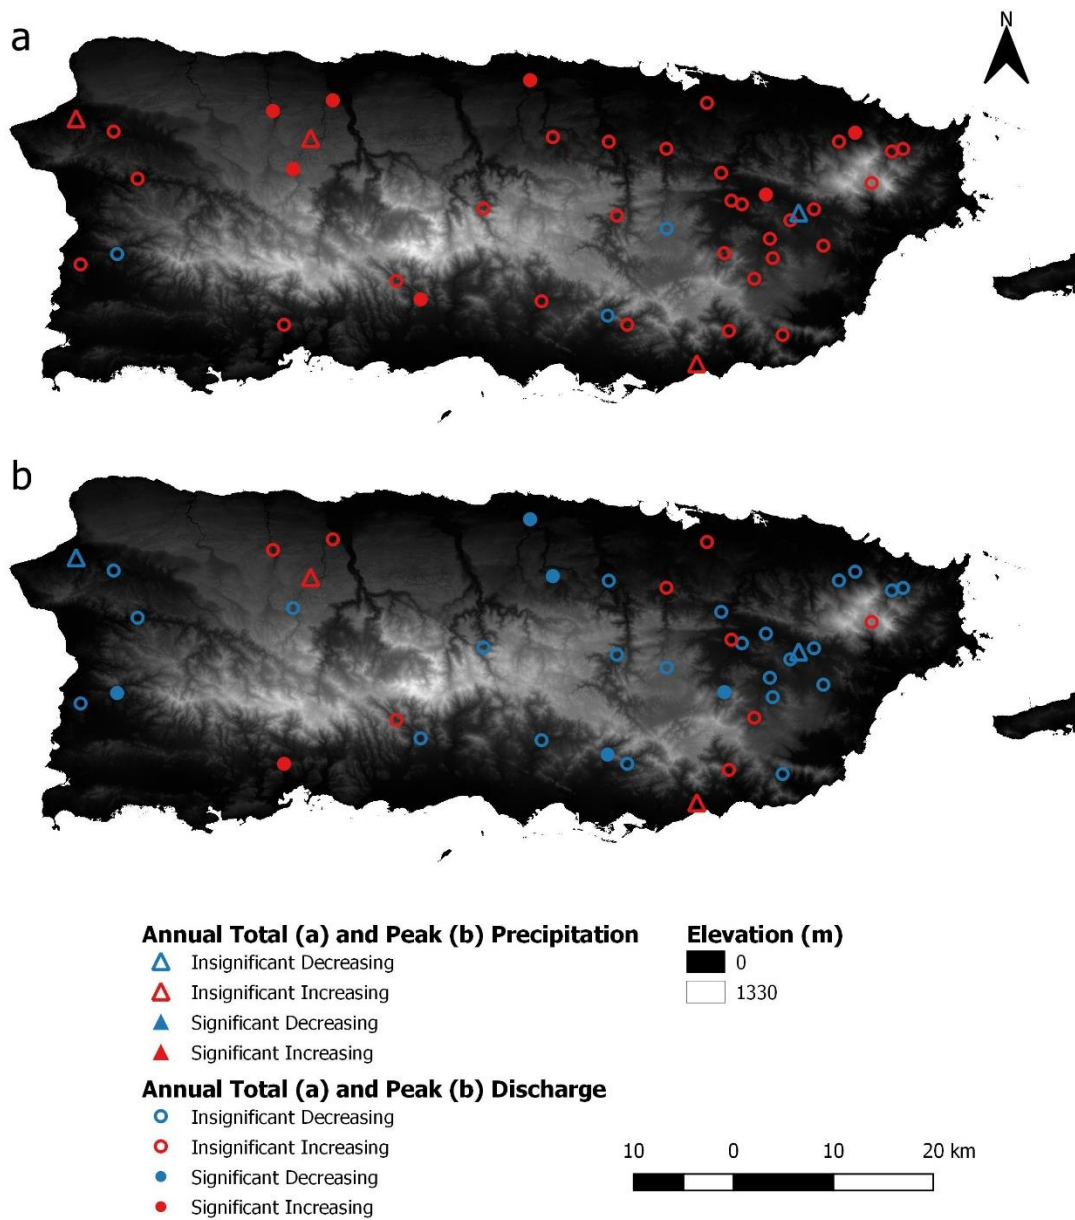 a
N
b
Annual Total (a) and Peak (b) Precipitation
Insignificant Decreasing
Insignificant Increasing
Significant Decreasing
Significant Increasing
Annual Total (a) and Peak (b) Discharge
Insignificant Decreasing
Insignificant Increasing
Significant Decreasing
Significant Increasing
Elevation (m)
0
1330
10 0 10 20 km